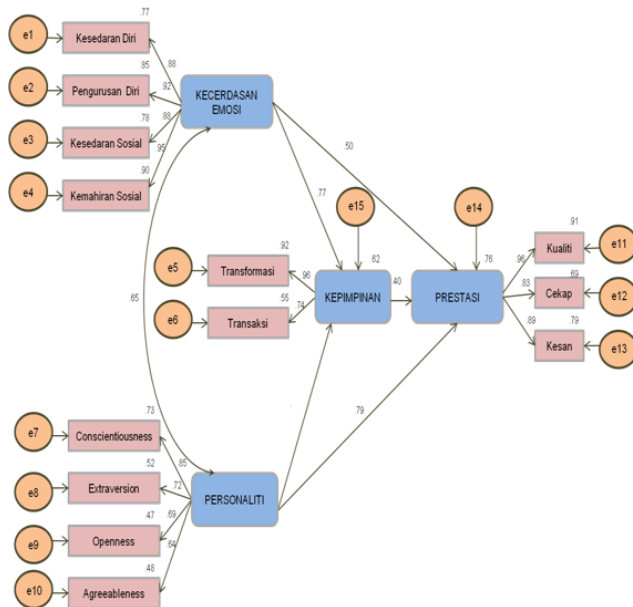 .77
e1
Kesedaran Diri
.88
.85
e2
Pengurusan Diri
.92
.78
.88
e3
Kesedaran Sosial
.95
.90
e4
Kemahiran Sosial
KECERDASAN
EMOSI
.50
.77
e15
e14
.91
Kualiti
e11
.96
.69
Cekap
e12
.83
.79
Kesan
e13
.89
.92
e5
Transformasi
.96
.55
e6
Transaksi
.74
.62
KEPIMPINAN
40
.76
PRESTASI
.65
.79
.73
e7
Conscientiousness
.85
.52
e8
Extraversion
.72
PERSONALITI
.47
e9
Openness
.69
.64
.48
e10
Agreeableness